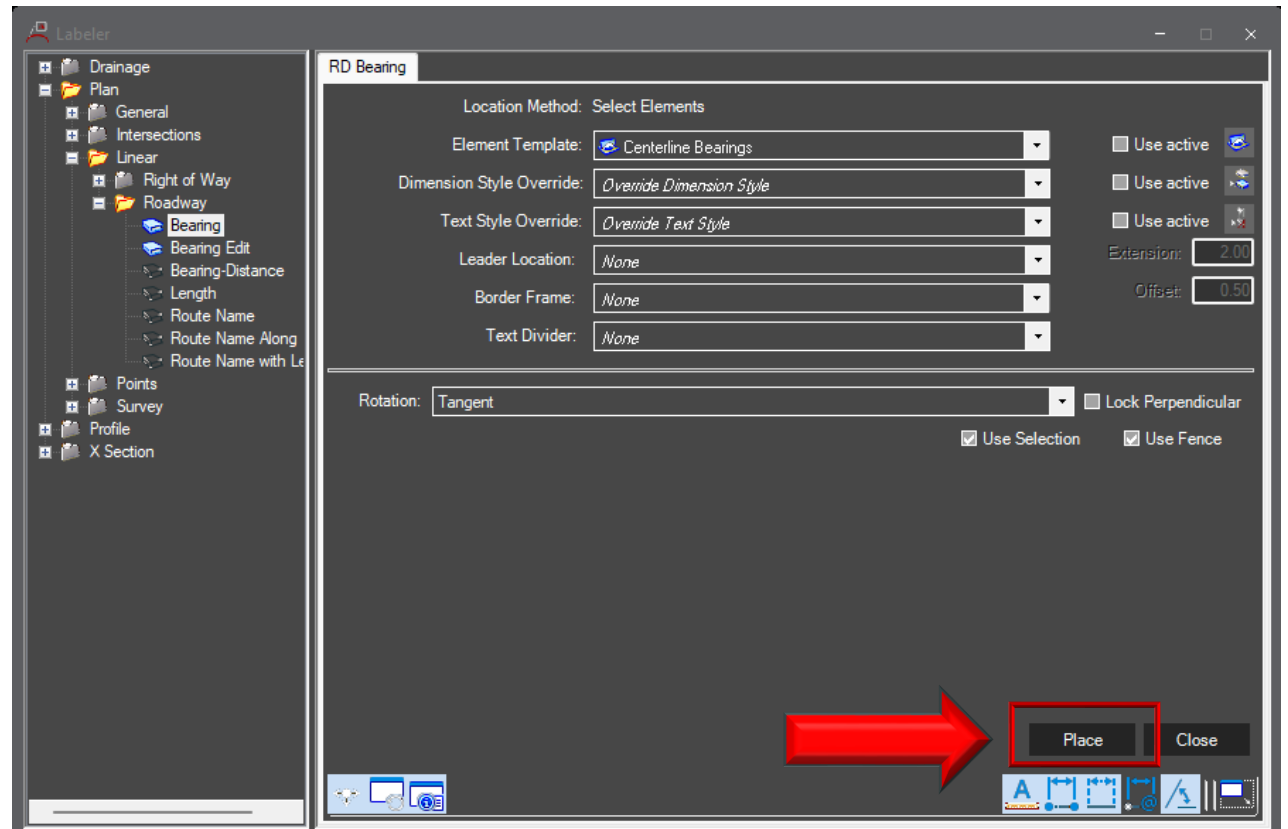 Labeler
Drainage
Plan
General
Intersections
Linear
Right of Way
Roadway
Bearing
Bearing Edit
Bearing-Distance
Length
Route Name
Route Name Along
Route Name with Le
Points
Survey
Profile
X Section
RD Bearing
Location Method: Select Elements
Element Template: Centerline Bearings Use active
Dimension Style Override: Override Dimension Style Use active
Text Style Override: Override Text Style Use active
Leader Location: None Extension: 2.00
Border Frame: None Offset: 0.50
Text Divider: None
Rotation: Tangent Lock Perpendicular
Use Selection Use Fence
Place Close
A